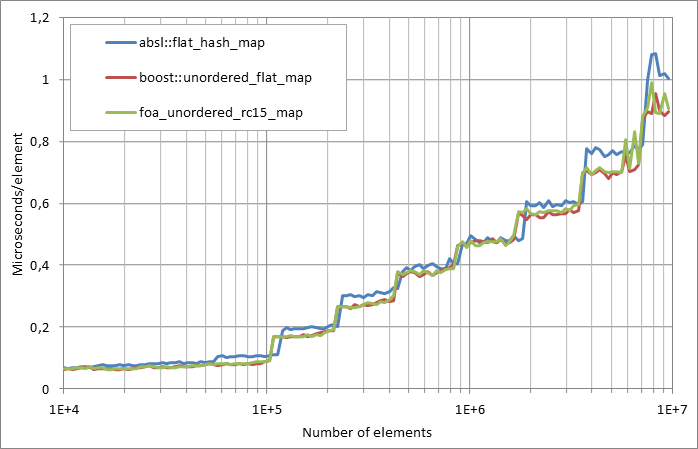 1,2
1
0,8
0,6
0,4
0,2
0
Microseconds/element
absl::flat_hash_map
boost::unordered_flat_map
foa_unordered_rc15_map
1E+4
1E+5
1E+6
1E+7
Number of elements